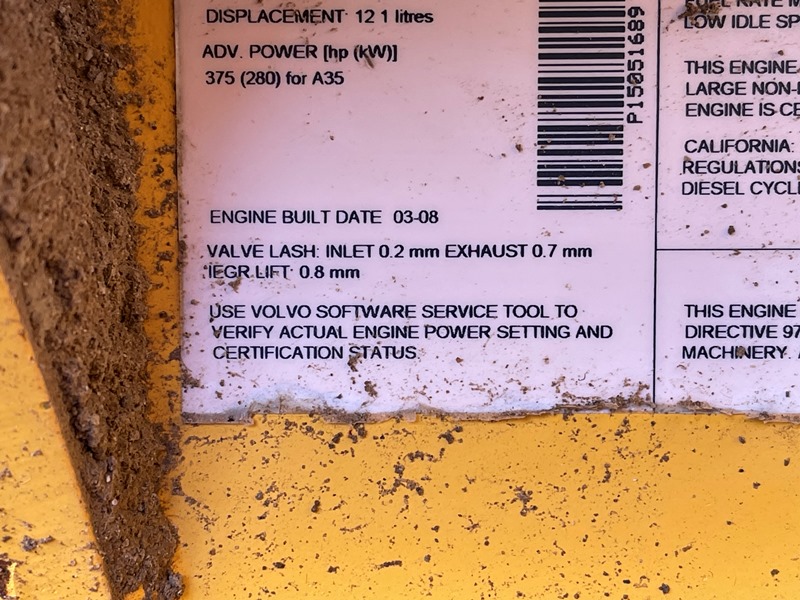 DISPLACEMENT: 12 1 litres
ADV. POWER [hp (kW)]
375 (280) for A35
P15051689
ENGINE BUILT DATE 03-08
VALVE LASH: INLET 0.2 mm EXHAUST 0.7 mm
IEGR LIFT: 0.8 mm
USE VOLVO SOFTWARE SERVICE TOOL TO
VERIFY ACTUAL ENGINE POWER SETTING AND
CERTIFICATION STATUS.
FUEL RATE M
LOW IDLE SP
THIS ENGINE
LARGE NON-
ENGINE IS CE
CALIFORNIA:
REGULATIONS
DIESEL CYCL
THIS ENGINE
DIRECTIVE 97
MACHINERY.